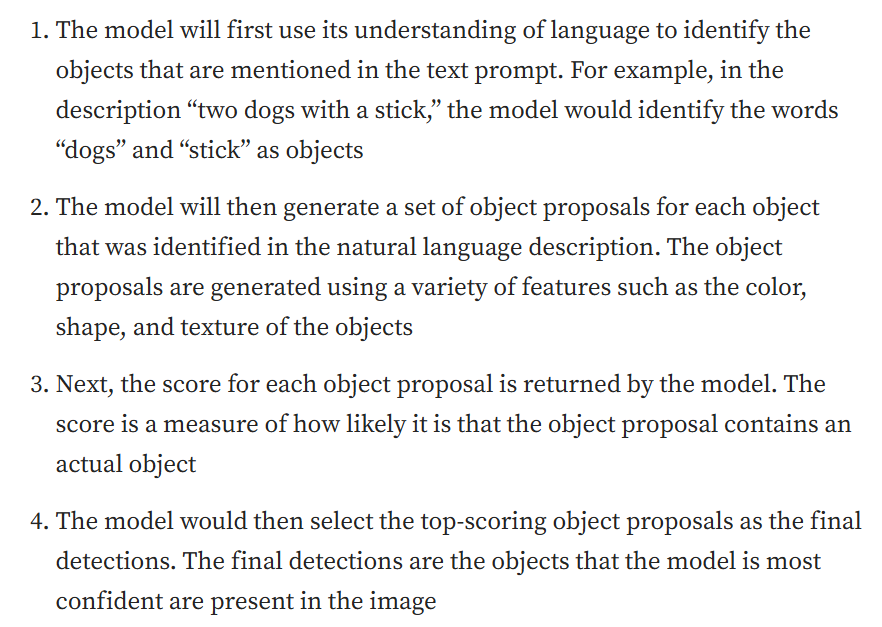 1. The model will first use its understanding of language to identify the
objects that are mentioned in the text prompt. For example, in the
description “two dogs with a stick,” the model would identify the words
“dogs” and “stick” as objects
2. The model will then generate a set of object proposals for each object
that was identified in the natural language description. The object
proposals are generated using a variety of features such as the color,
shape, and texture of the objects
3. Next, the score for each object proposal is returned by the model. The
score is a measure of how likely it is that the object proposal contains an
actual object
4. The model would then select the top-scoring object proposals as the final
detections. The final detections are the objects that the model is most
confident are present in the image